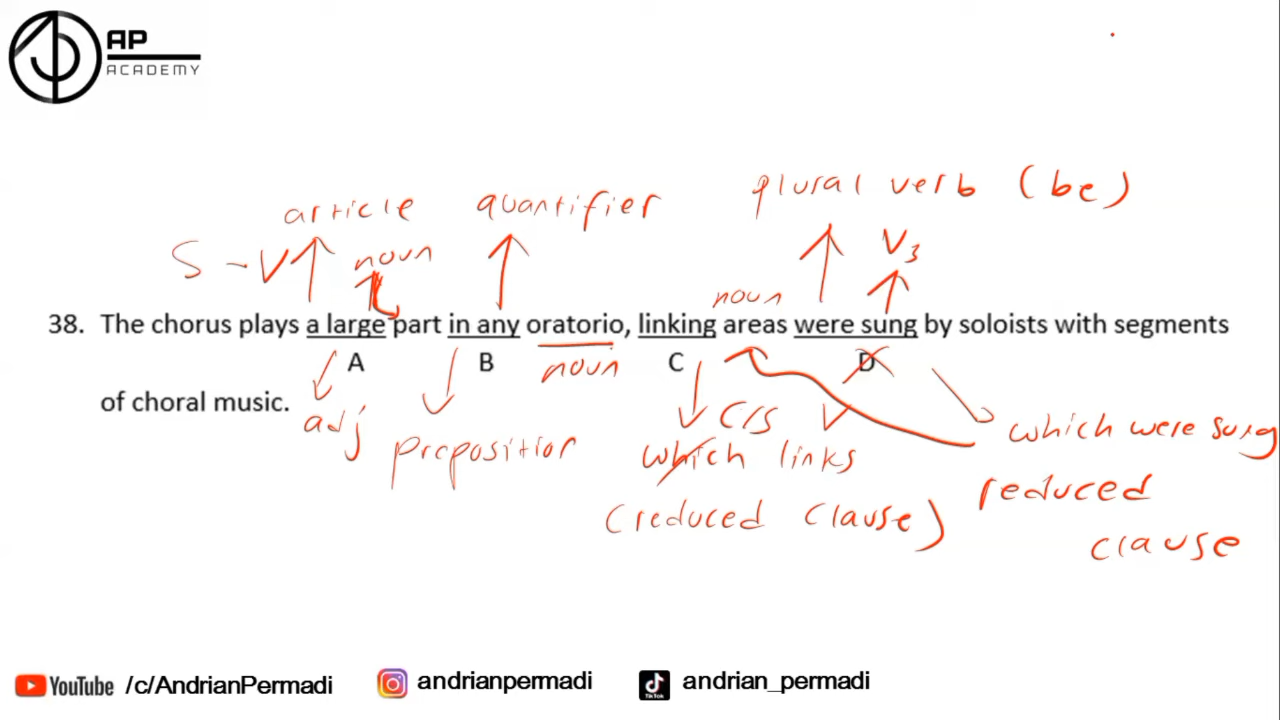 AP
ACADEMY
article quantifier plural verb (be)
S - V noun V3
noun
38. The chorus plays a large part in any oratorio, linking areas were sung by soloists with segments
A B noun C D
of choral music.
adj preposition C/S V which were sung
which links
(reduced clause) reduced
clause
YouTube /c/AndrianPermadi andrianpermadi TikTok andrian_permadi